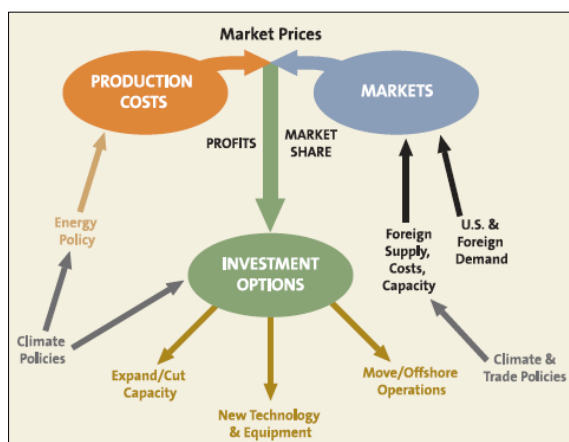 Market Prices
PRODUCTION
COSTS
MARKETS
PROFITS
MARKET
SHARE
Energy
Policy
Foreign
Supply,
Costs,
Capacity
U.S. &
Foreign
Demand
INVESTMENT
OPTIONS
Climate
Policies
Expand/Cut
Capacity
New Technology
& Equipment
Move/Offshore
Operations
Climate &
Trade Policies